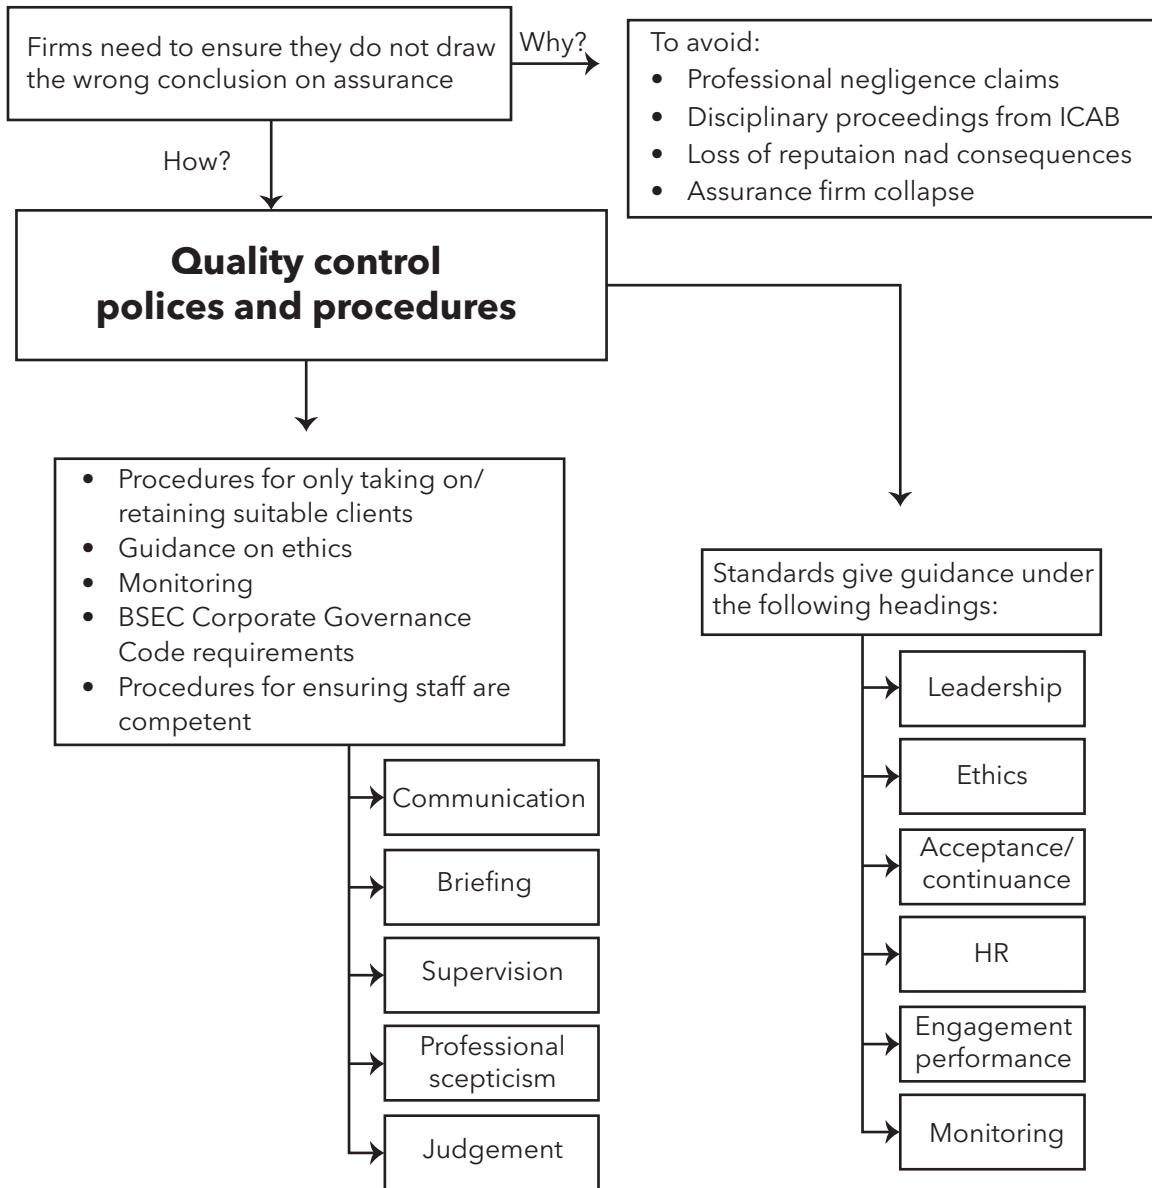 Firms need to ensure they do not draw
the wrong conclusion on assurance
Why?
To avoid:
• Professional negligence claims
• Disciplinary proceedings from ICAB
• Loss of reputaion nad consequences
• Assurance firm collapse
How?
Quality control
polices and procedures
• Procedures for only taking on/
retaining suitable clients
• Guidance on ethics
• Monitoring
• BSEC Corporate Governance
Code requirements
• Procedures for ensuring staff are
competent
Communication
Briefing
Supervision
Professional
scepticism
Judgement
Standards give guidance under
the following headings:
Leadership
Ethics
Acceptance/
continuance
HR
Engagement
performance
Monitoring